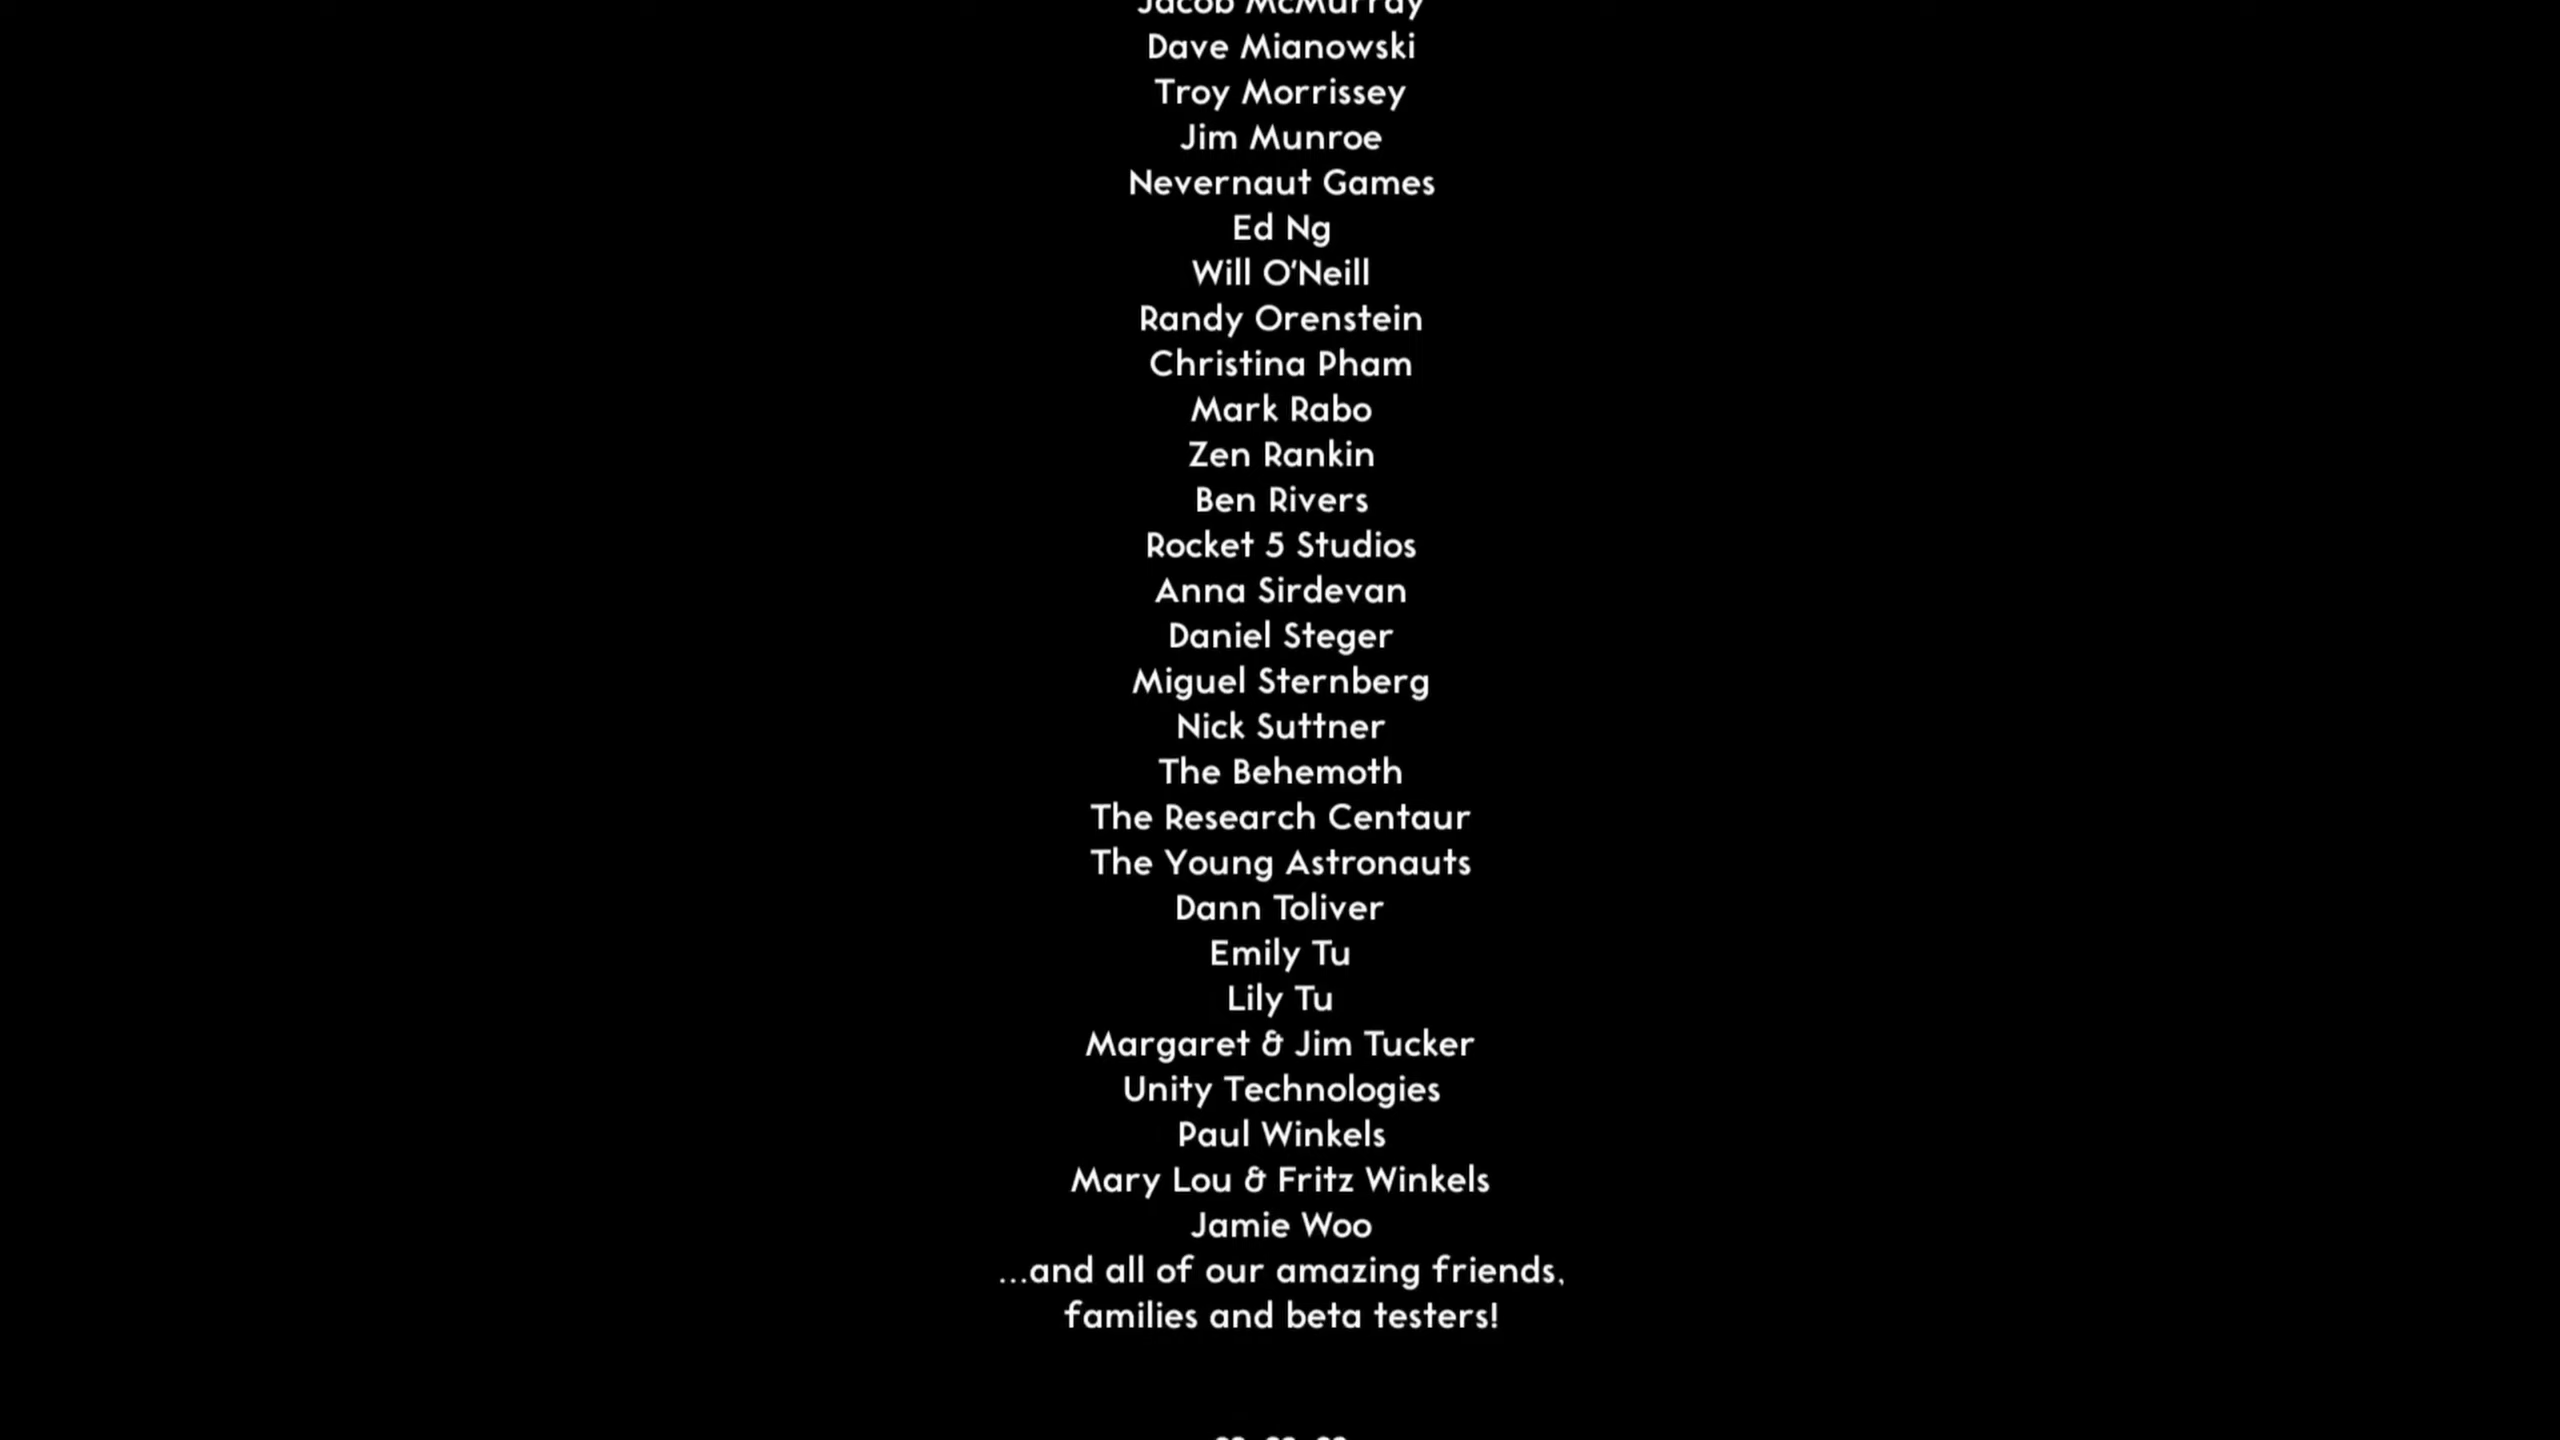 Jacob McMurray
Dave Mianowski
Troy Morrissey
Jim Munroe
Nevernaut Games
Ed Ng
Will O'Neill
Randy Orenstein
Christina Pham
Mark Rabo
Zen Rankin
Ben Rivers
Rocket 5 Studios
Anna Sirdevan
Daniel Steger
Miguel Sternberg
Nick Suttner
The Behemoth
The Research Centaur
The Young Astronauts
Dann Toliver
Emily Tu
Lily Tu
Margaret & Jim Tucker
Unity Technologies
Paul Winkels
Mary Lou & Fritz Winkels
Jamie Woo
...and all of our amazing friends,
families and beta testers!